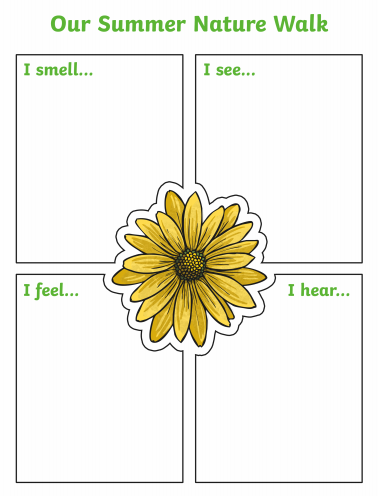 Our Summer Nature Walk
I smell...
I see...
I feel...
I hear...